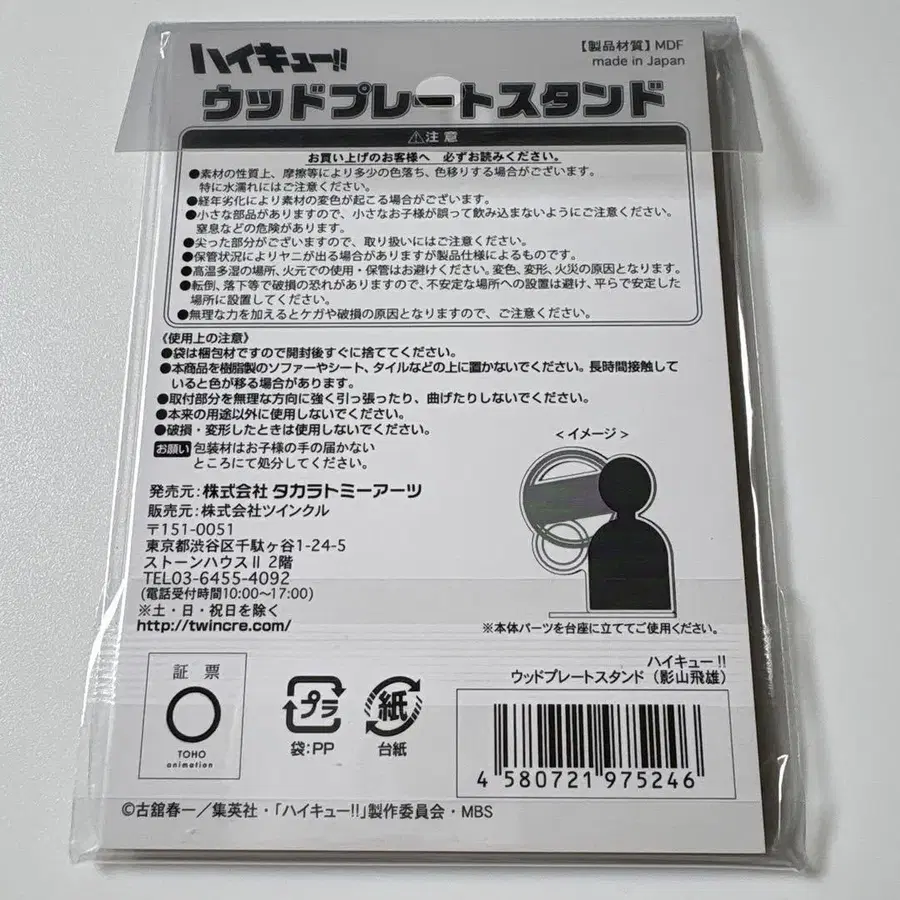 ハイキュー!!
【製品材質】MDF
made in Japan
ウッドプレートスタンド
⚠注意
お買い上げのお客様へ 必ずお読みください。
●素材の性質上、摩擦等により多少の色落ち、色移りする場合がございます。
特に水濡れにはご注意ください。
●経年劣化により素材の変色が起こる場合がございます。
●小さな部品がありますので、小さなお子様が誤って飲み込まないようにご注意ください。
窒息などの危険があります。
●尖った部分がございますので、取り扱いにはご注意ください。
●保管状況によりヤニが出る場合がありますが製品仕様によるものです。
●高温多湿の場所、火元での使用・保管はお避けください。変色、変形、火災の原因となります。
●転倒、落下等で破損の恐れがありますので、不安定な場所への設置は避け、平らで安定した
場所に設置してください。
●無理な力を加えるとケガや破損の原因となりますので、ご注意ください。
《使用上の注意》
●袋は梱包材ですので開封後すぐに捨ててください。
●本商品を樹脂製のソファーやシート、タイルなどの上に置かないでください。長時間接触して
いると色が移る場合があります。
●取付部分を無理な方向に強く引っ張ったり、曲げたりしないでください。
●本来の用途以外に使用しないでください。
●破損・変形したときは使用しないでください。
お願い 包装材はお子様の手の届かない
ところにて処分してください。
<イメージ>
発売元：株式会社 タカラトミーアーツ
販売元：株式会社ツインクル
〒151-0051
東京都渋谷区千駄ヶ谷1-24-5
ストーンハウスⅡ 2階
TEL03-6455-4092
(電話受付時間10:00〜17:00)
※土・日・祝日を除く
http://twincre.com/
※本体パーツを台座に立ててご使用ください。
証票
TOHO
animation
プラ
袋：PP
紙
台紙
ハイキュー!!
ウッドプレートスタンド（影山飛雄）
4 580721 975246
©古舘春一／集英社・「ハイキュー!!」製作委員会・MBS